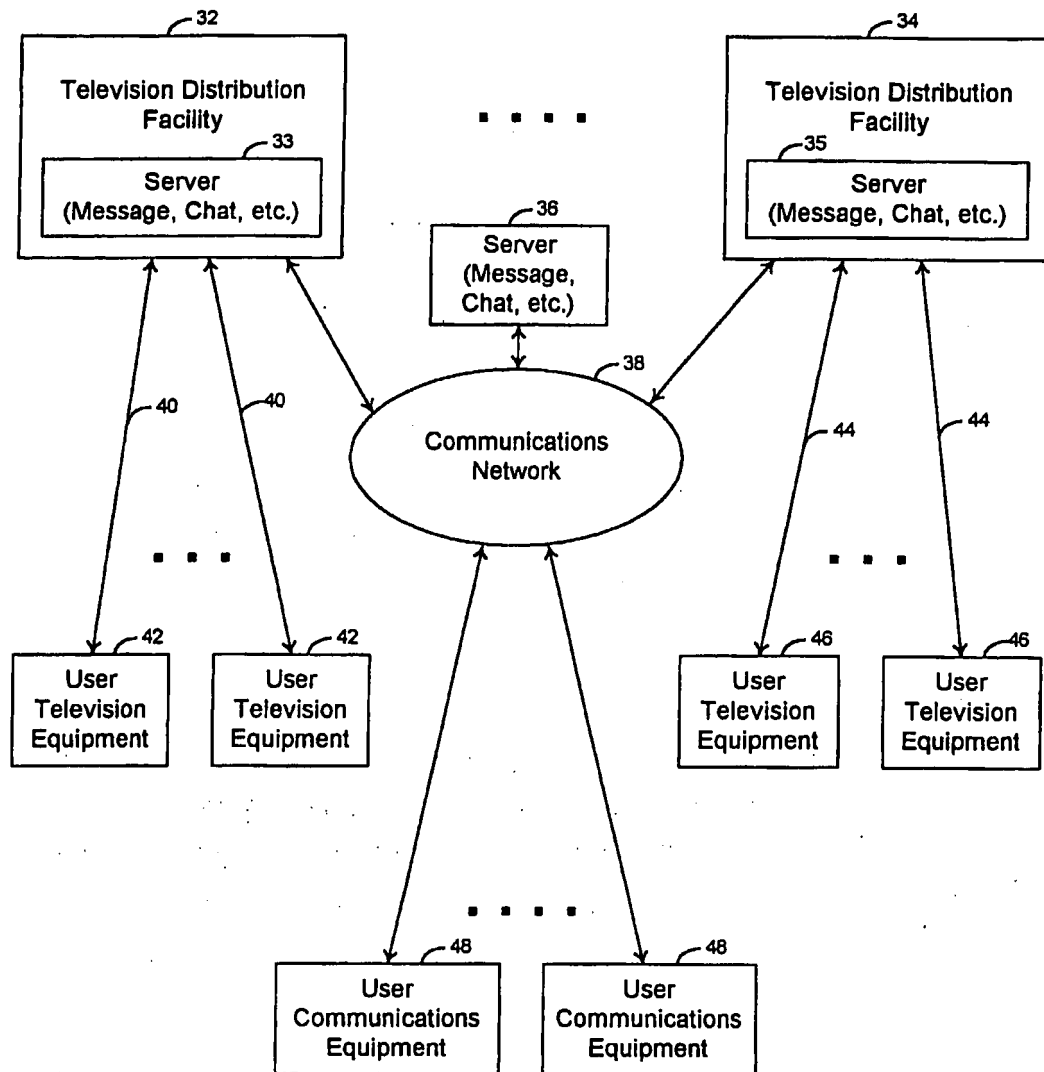 32
34
Television Distribution
Facility
33
Server
(Message, Chat, etc.)
Television Distribution
Facility
35
Server
(Message, Chat, etc.)
36
Server
(Message,
Chat, etc.)
38
Communications
Network
40
40
44
44
42
User
Television
Equipment
42
User
Television
Equipment
46
User
Television
Equipment
46
User
Television
Equipment
48
User
Communications
Equipment
48
User
Communications
Equipment